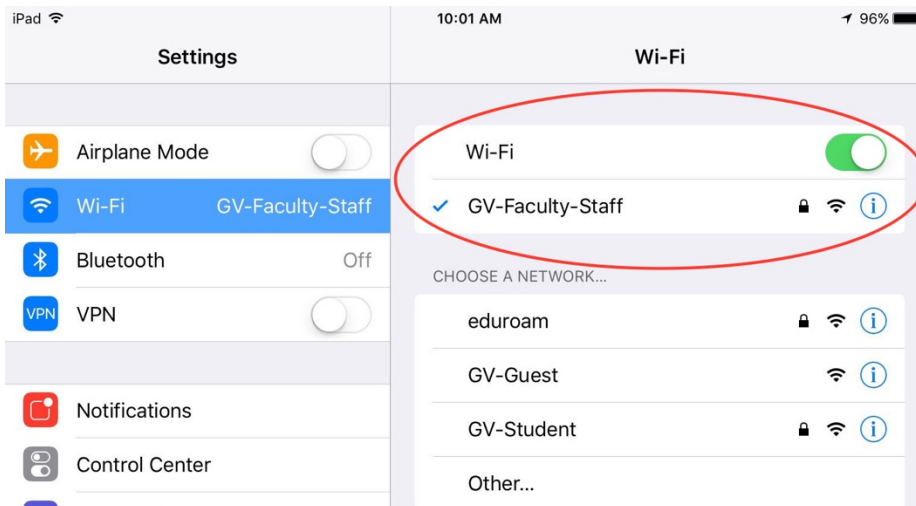 iPad
10:01 AM
96%
Settings
Airplane Mode
Wi-Fi GV-Faculty-Staff
Bluetooth Off
VPN VPN
Notifications
Control Center
Wi-Fi
Wi-Fi
GV-Faculty-Staff
CHOOSE A NETWORK...
eduroam
GV-Guest
GV-Student
Other...